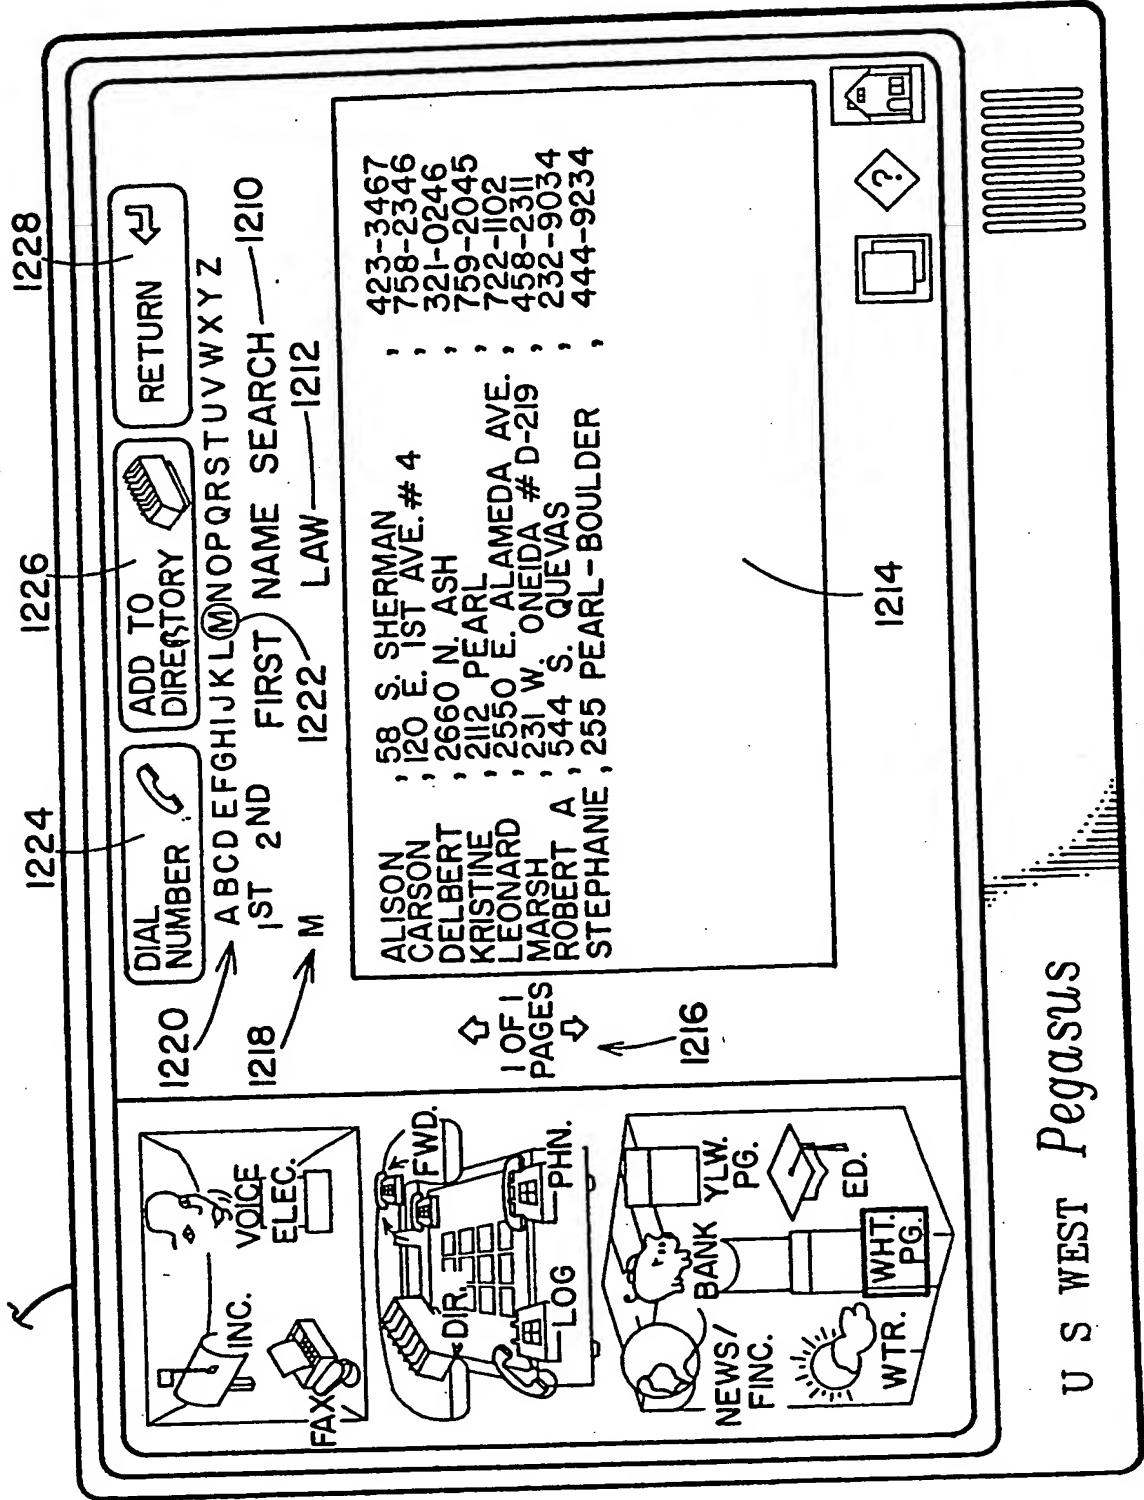 1224
1226
1228
DIAL
NUMBER
ADD TO
DIRECTORY
RETURN
1220
A B C D E F G H I J K L M N O P Q R S T U V W X Y Z
1ST 2ND FIRST NAME SEARCH 1210
1218
M
1222
LAW 1212
ALISON , 58 S. SHERMAN , 423-3467
CARSON , 120 E. 1ST AVE. # 4 , 758-2346
DELBERT , 2660 N. ASH , 321-0246
KRISTINE , 2112 PEARL , 759-2045
LEONARD , 2550 E. ALAMEDA AVE. , 722-1102
MARSH , 231 W. ONEIDA # D-219 , 458-2311
ROBERT A , 544 S. QUEVAS , 232-9034
STEPHANIE , 255 PEARL-BOULDER , 444-9234
1 OF 1
PAGES
1216
1214
?
INC.
VOICE
ELEC.
FAX
FWD.
DIR.
LOG
PHN.
NEWS/
FINC.
BANK
YLW.
PG.
WTR.
WHT.
PG.
ED.
U S WEST Pegasus